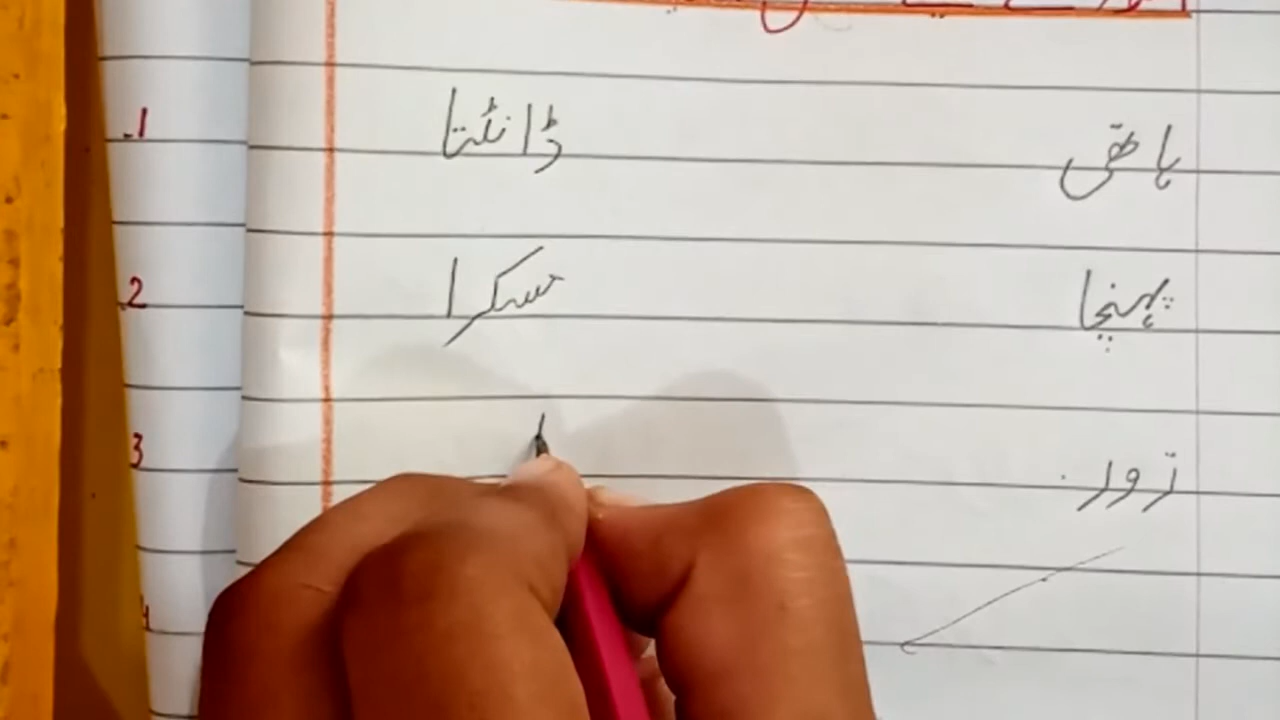 ہاتھی ڈانٹتا 1.
پہنچا مسکرا 2.
زور 3